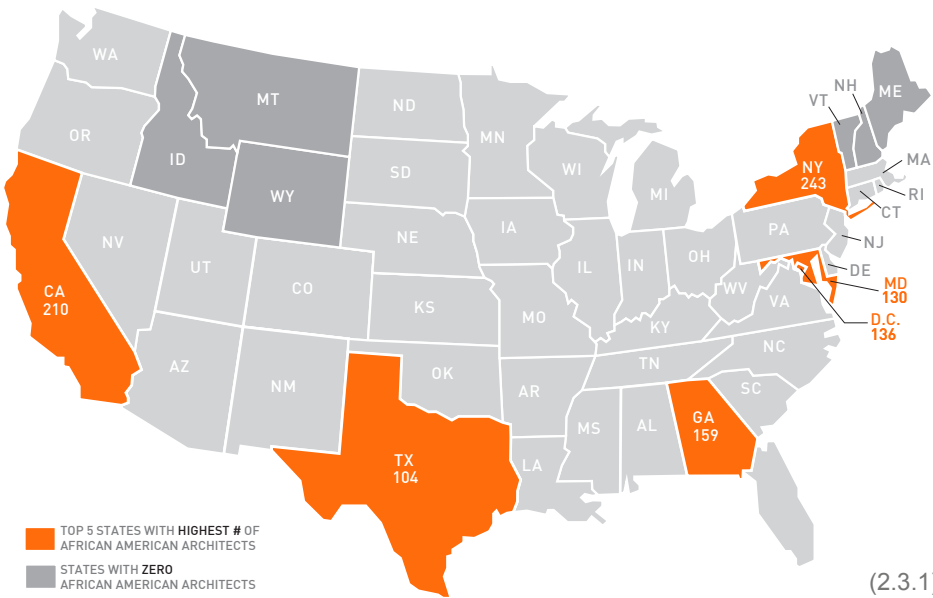 WA
OR
CA
210
NV
ID
MT
WY
UT
AZ
CO
NM
ND
SD
NE
KS
OK
TX
104
MN
IA
MO
AR
LA
WI
IL
MI
IN
OH
KY
TN
MS
AL
GA
159
WV
VA
NC
SC
PA
NY
243
VT
NH
ME
MA
RI
CT
NJ
DE
MD
130
D.C.
136
TOP 5 STATES WITH HIGHEST # OF
AFRICAN AMERICAN ARCHITECTS
STATES WITH ZERO
AFRICAN AMERICAN ARCHITECTS
(2.3.1)